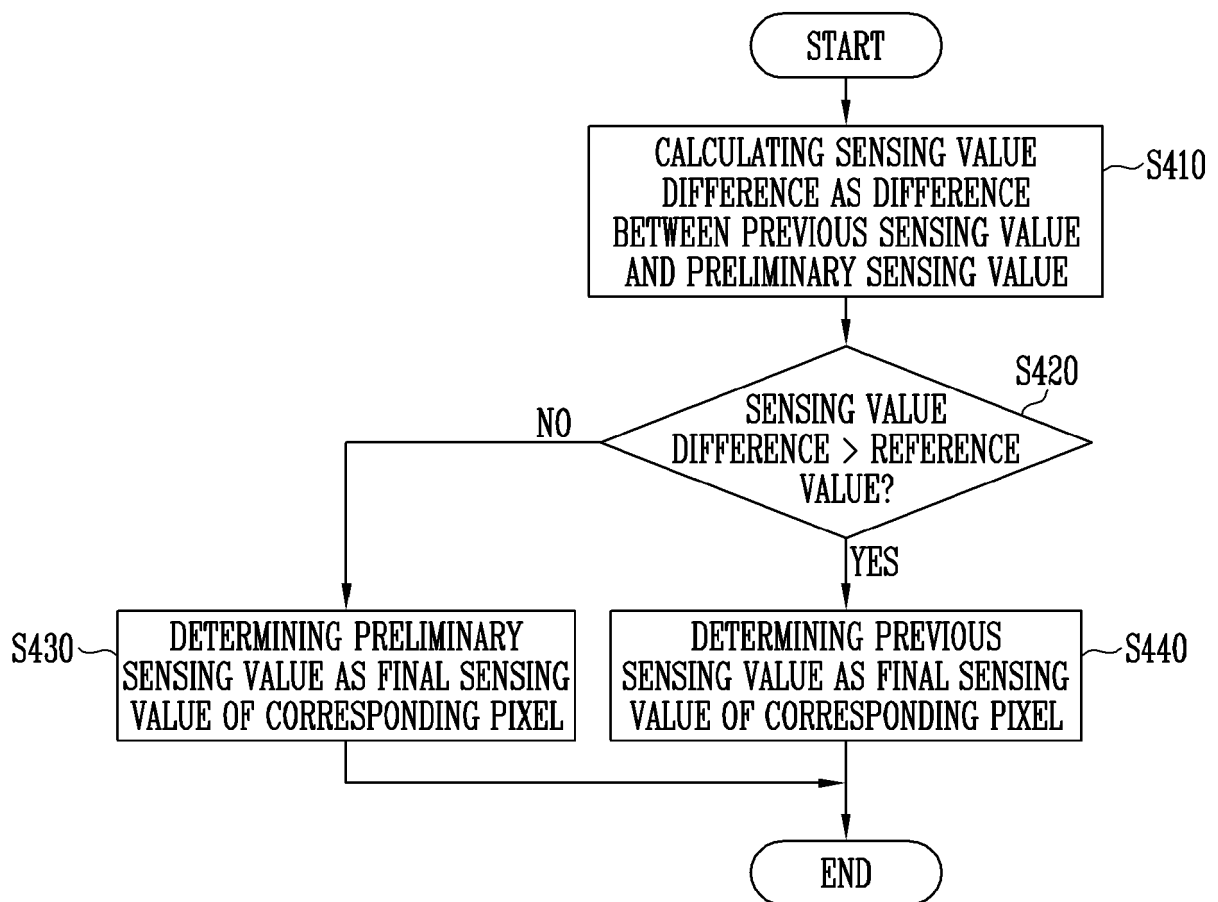 START
CALCULATING SENSING VALUE
DIFFERENCE AS DIFFERENCE
BETWEEN PREVIOUS SENSING VALUE
AND PRELIMINARY SENSING VALUE
S410
S420
SENSING VALUE
DIFFERENCE > REFERENCE
VALUE?
NO
YES
S430
DETERMINING PRELIMINARY
SENSING VALUE AS FINAL SENSING
VALUE OF CORRESPONDING PIXEL
DETERMINING PREVIOUS
SENSING VALUE AS FINAL SENSING
VALUE OF CORRESPONDING PIXEL
S440
END